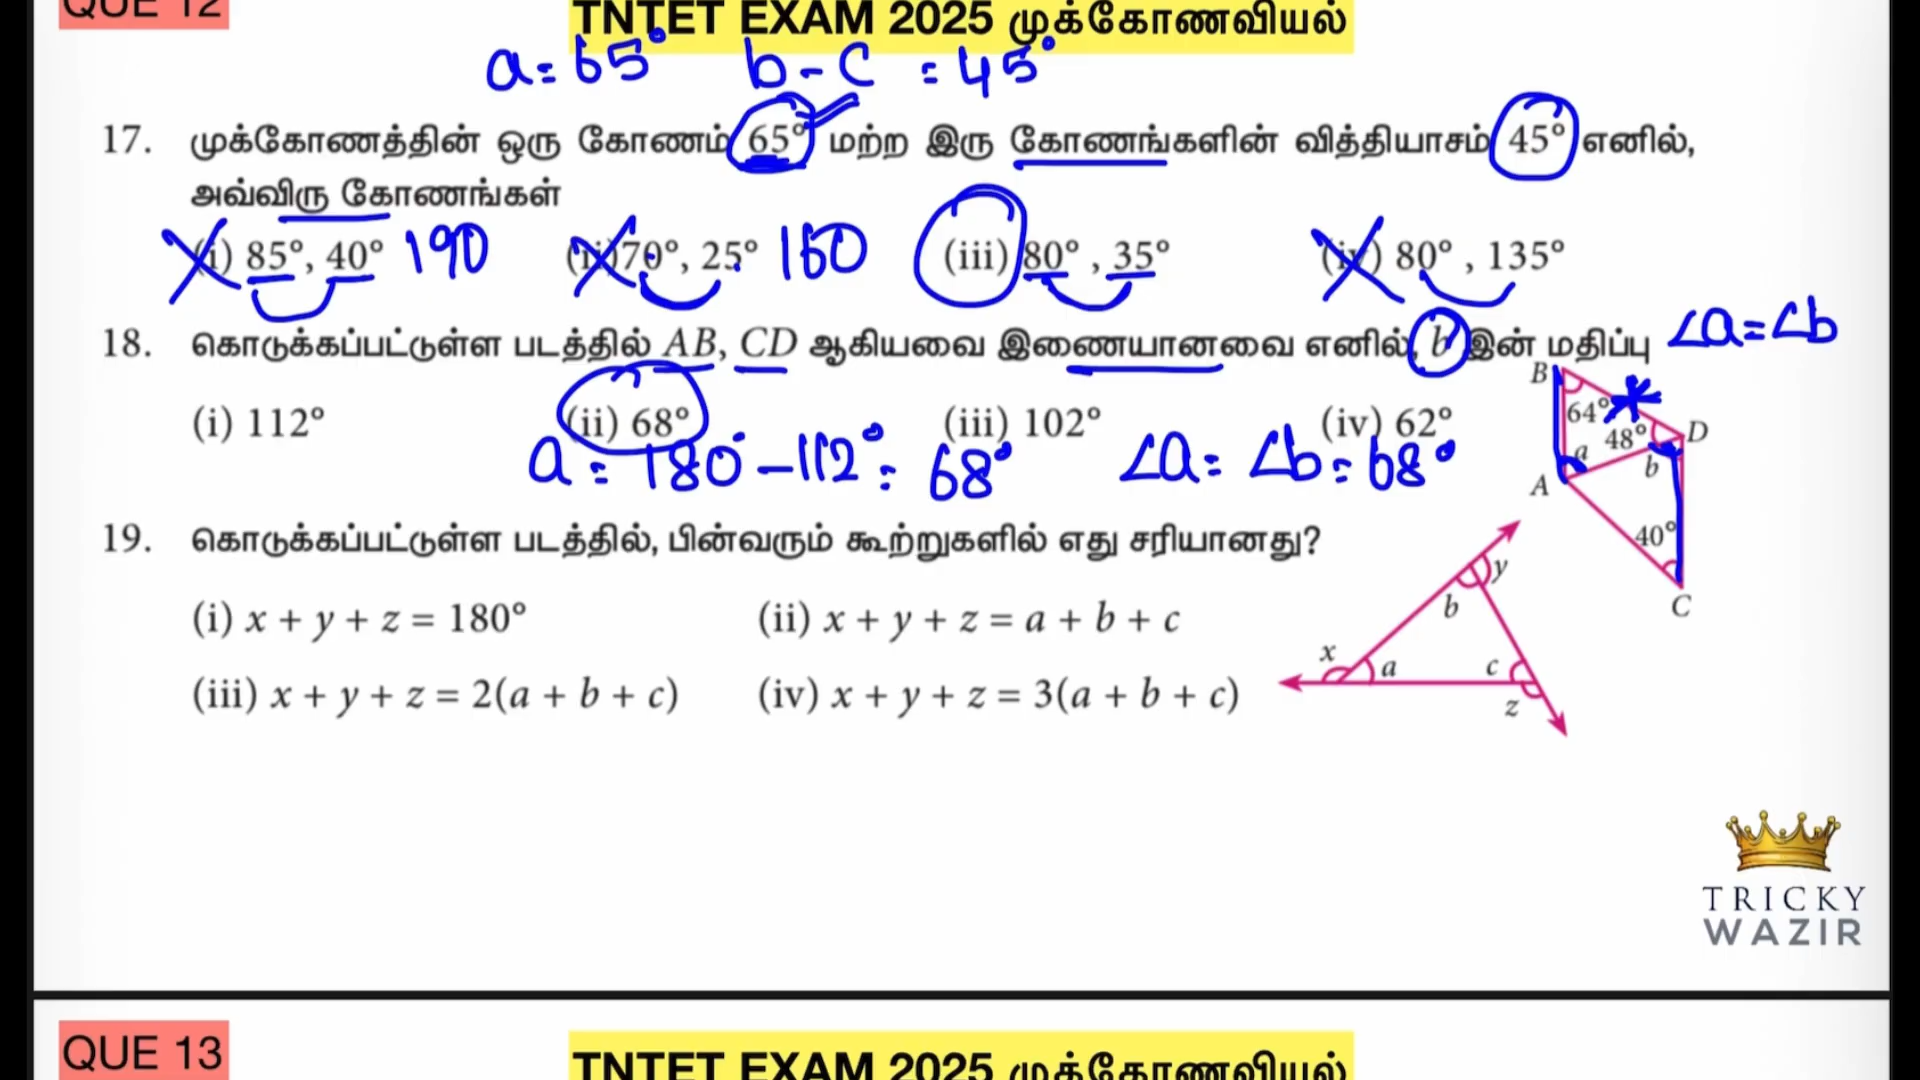 QUE 12
TNTET EXAM 2025 முக்கோணவியல்
a = 65° b - c = 45°
17. முக்கோணத்தின் ஒரு கோணம் 65° மற்ற இரு கோணங்களின் வித்தியாசம் 45° எனில்,
அவ்விரு கோணங்கள்
(i) 85°, 40° 190 (ii) 70°, 25° 160 (iii) 80° , 35° (iv) 80° , 135°
18. கொடுக்கப்பட்டுள்ள படத்தில் AB, CD ஆகியவை இணையானவை எனில், b இன் மதிப்பு ∠a = ∠b
(i) 112° (ii) 68° (iii) 102° (iv) 62°
a = 180° - 112° = 68° ∠a = ∠b = 68°
B
64°
48° D
a
b
A
40°
C
19. கொடுக்கப்பட்டுள்ள படத்தில், பின்வரும் கூற்றுகளில் எது சரியானது?
(i) x + y + z = 180° (ii) x + y + z = a + b + c
(iii) x + y + z = 2(a + b + c) (iv) x + y + z = 3(a + b + c)
y
b
x a c
z
TRICKY
WAZIR
QUE 13
TNTET EXAM 2025 முக்கோணவியல்